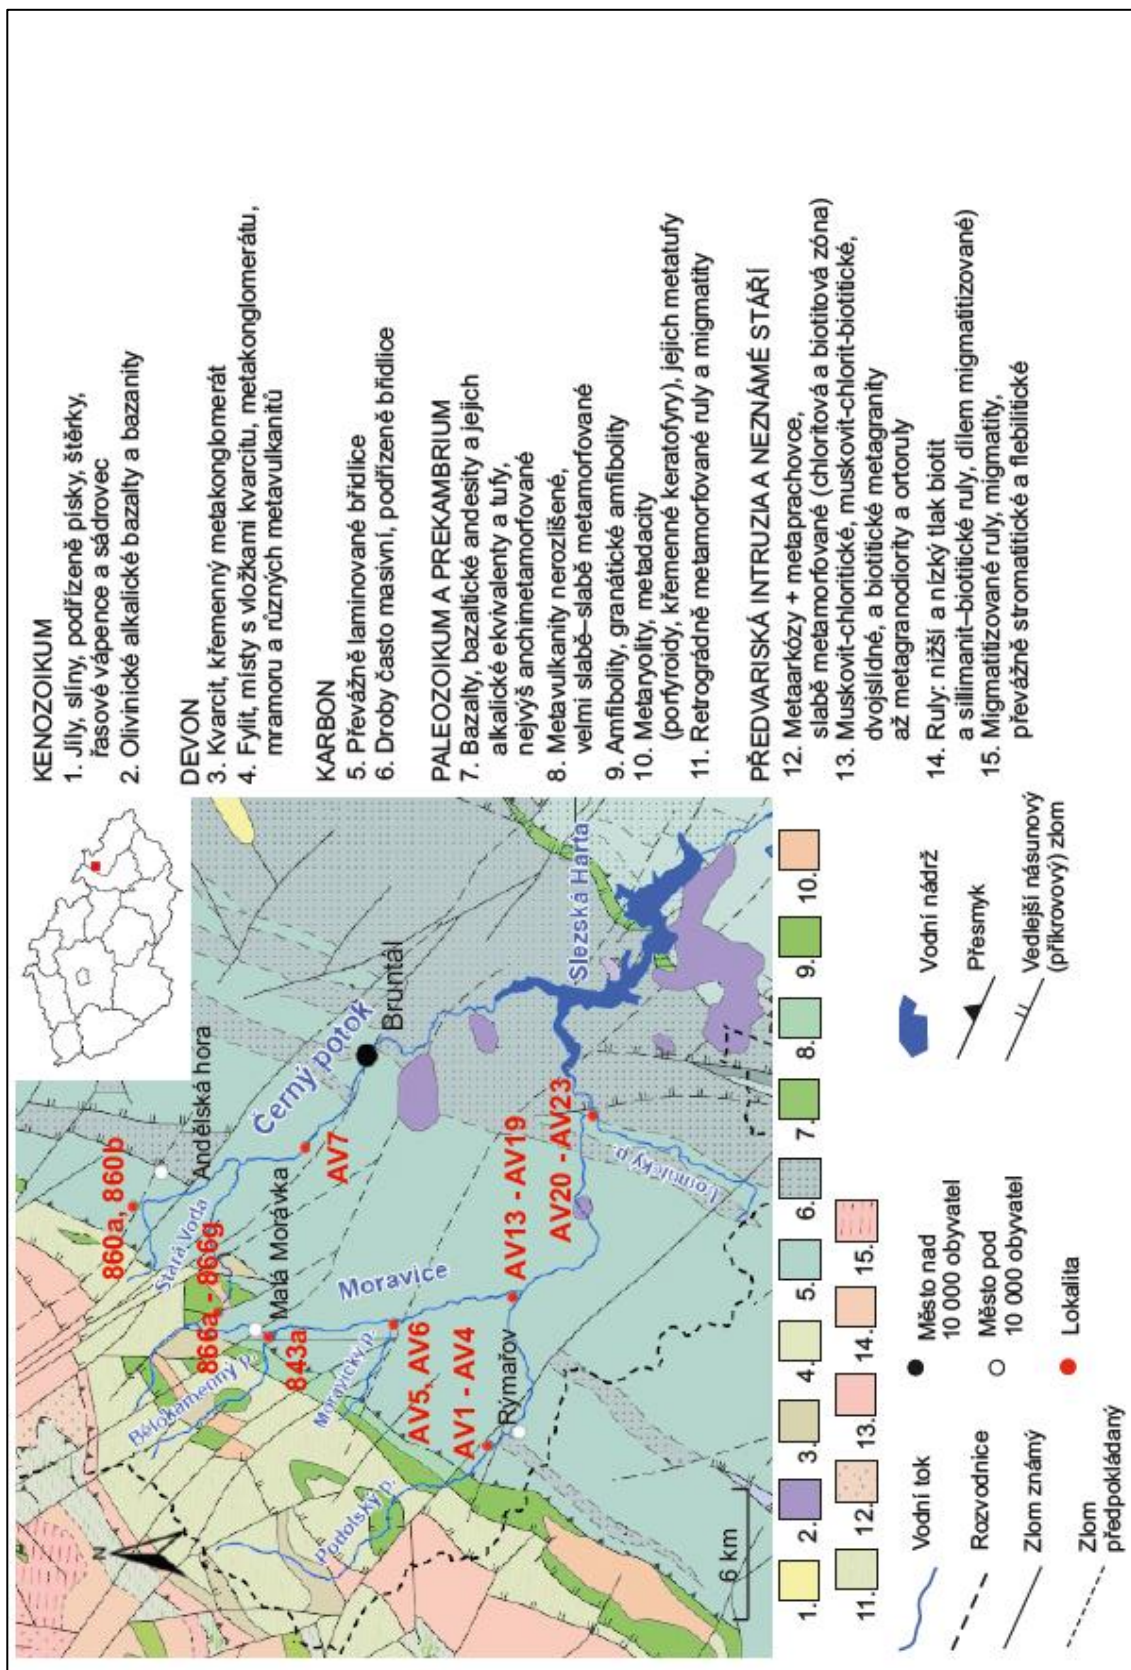 860a, 860b
Andělská hora
Stará Voda
866a - 866g
Malá Morávka
Bělokamenný p.
843a
Černý potok
Bruntál
AV7
Moravice
Moravický p.
AV5, AV6
AV1 - AV4
Rýmařov
Podolský p.
AV13 - AV19
AV20 - AV23
Lomnický p.
Slezská Harta
N
6 km
KENOZOIKUM
1. Jíly, slíny, podřízeně písky, štěrky,
řasové vápence a sádrovec
2. Olivinické alkalické bazalty a bazanity
DEVON
3. Kvarcit, křemenný metakonglomerát
4. Fylit, místy s vložkami kvarcitu, metakonglomerátu,
mramoru a různých metavulkanitů
KARBON
5. Převážně laminované břidlice
6. Droby často masivní, podřízeně břidlice
PALEOZOIKUM A PREKAMBRIUM
7. Bazalty, bazaltické andesity a jejich
alkalické ekvivalenty a tufy,
nejvýš anchimetamorfované
8. Metavulkanity nerozlišené,
velmi slabě–slabě metamorfované
9. Amfibolity, granátické amfibolity
10. Metaryolity, metadacity
(porfyroidy, křemenné keratofyry), jejich metatufy
11. Retrográdně metamorfované ruly a migmatity
PŘEDVARISKÁ INTRUZIA A NEZNÁMÉ STÁŘÍ
12. Metaarkózy + metaprachovce,
slabě metamorfované (chloritová a biotitová zóna)
13. Muskovit-chloritické, muskovit-chlorit-biotitické,
dvojslídné, a biotitické metagranity
až metagranodiority a ortoruly
14. Ruly: nižší a nízký tlak biotit
a sillimanit–biotitické ruly, dílem migmatitizované)
15. Migmatitizované ruly, migmatity,
převážně stromatitické a flebilitické
1. 2. 3. 4. 5. 6. 7. 8. 9. 10.
11. 12. 13. 14. 15.
Vodní tok
Rozvodnice
Zlom známý
Zlom
předpokládaný
Město nad
10 000 obyvatel
Město pod
10 000 obyvatel
Lokalita
Vodní nádrž
Přesmyk
Vedlejší násunový
(příkrovový) zlom